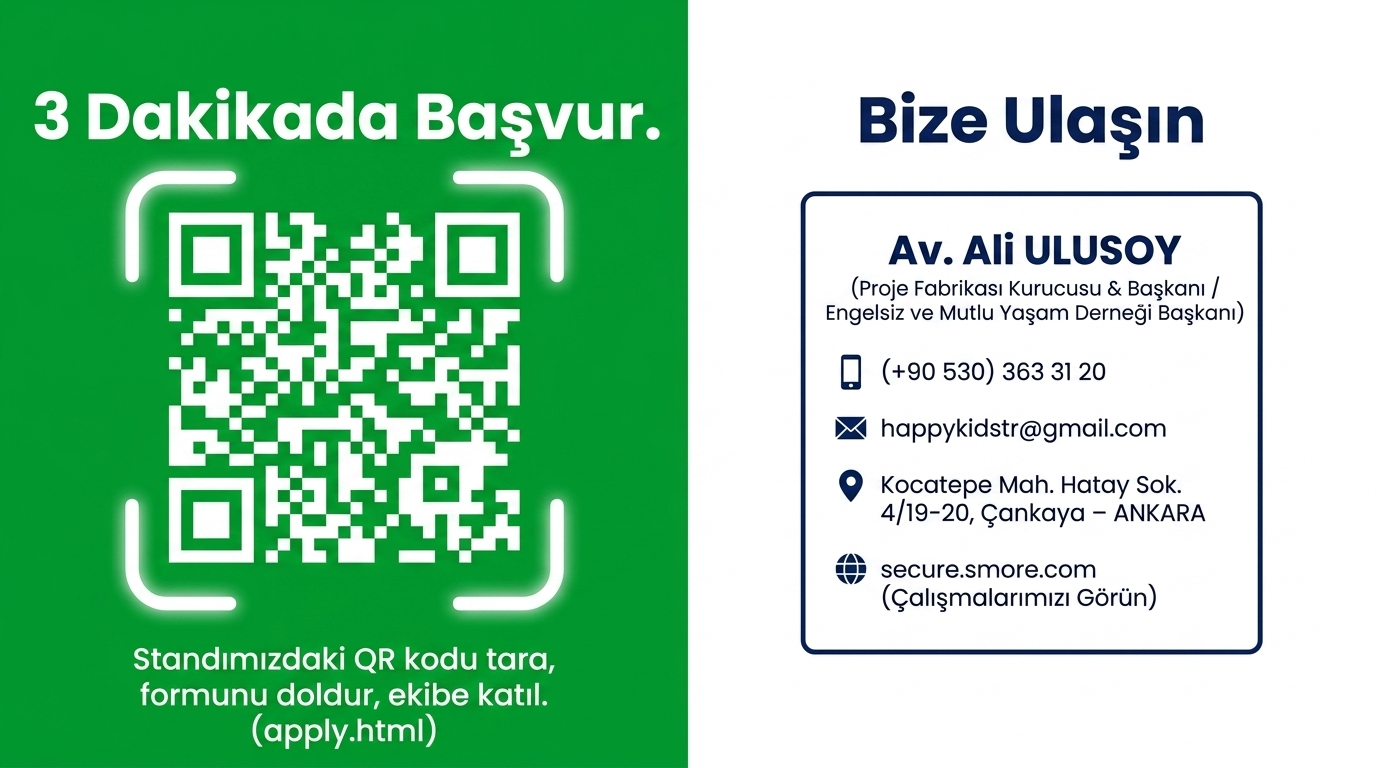 3 Dakikada Başvur.
Standımızdaki QR kodu tara,
formunu doldur, ekibe katıl.
(apply.html)
Bize Ulaşın
Av. Ali ULUSOY
(Proje Fabrikası Kurucusu & Başkanı /
Engelsiz ve Mutlu Yaşam Derneği Başkanı)
(+90 530) 363 31 20
happykidstr@gmail.com
Kocatepe Mah. Hatay Sok.
4/19-20, Çankaya – ANKARA
secure.smore.com
(Çalışmalarımızı Görün)